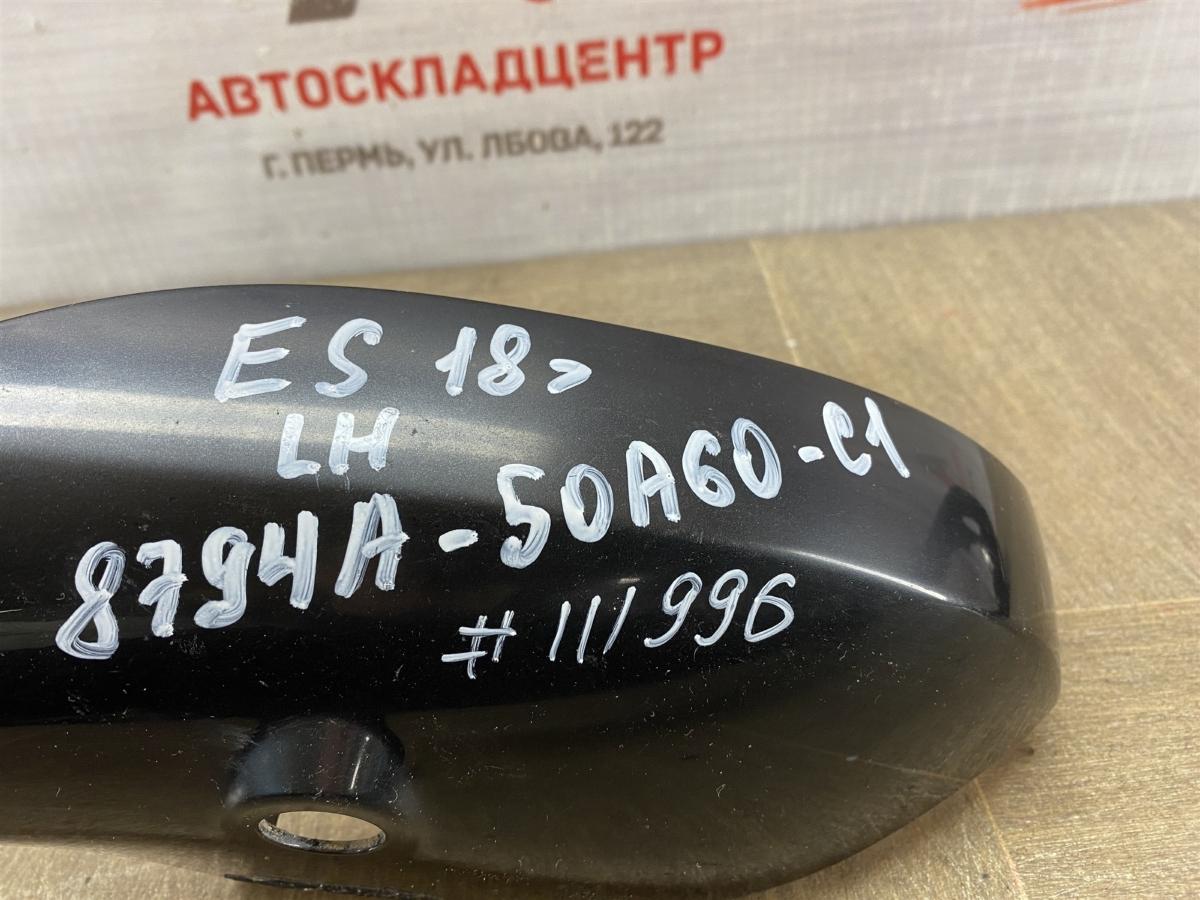 АВТОСКЛАДЦЕНТР
Г. ПЕРМЬ, УЛ. ЛБОВА, 122
ES 18>
LH
8794A-50A60-C1
# 111996